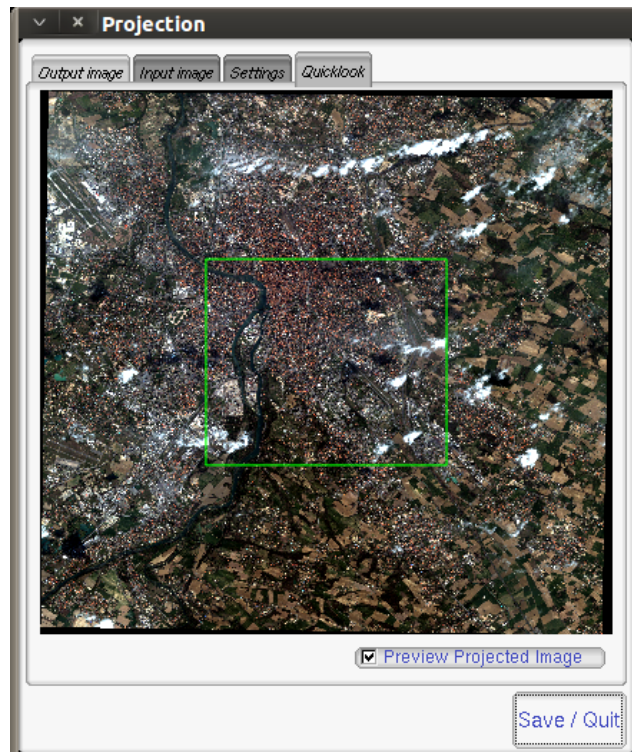 Projection
Output image Input image Settings Quicklook
Preview Projected Image
Save / Quit